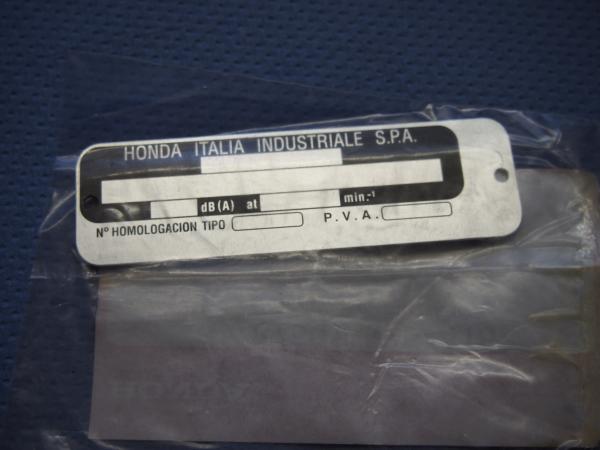 HONDA ITALIA INDUSTRIALE S.P.A.
dB(A) at min.⁻¹
Nº HOMOLOGACION TIPO P.V.A.